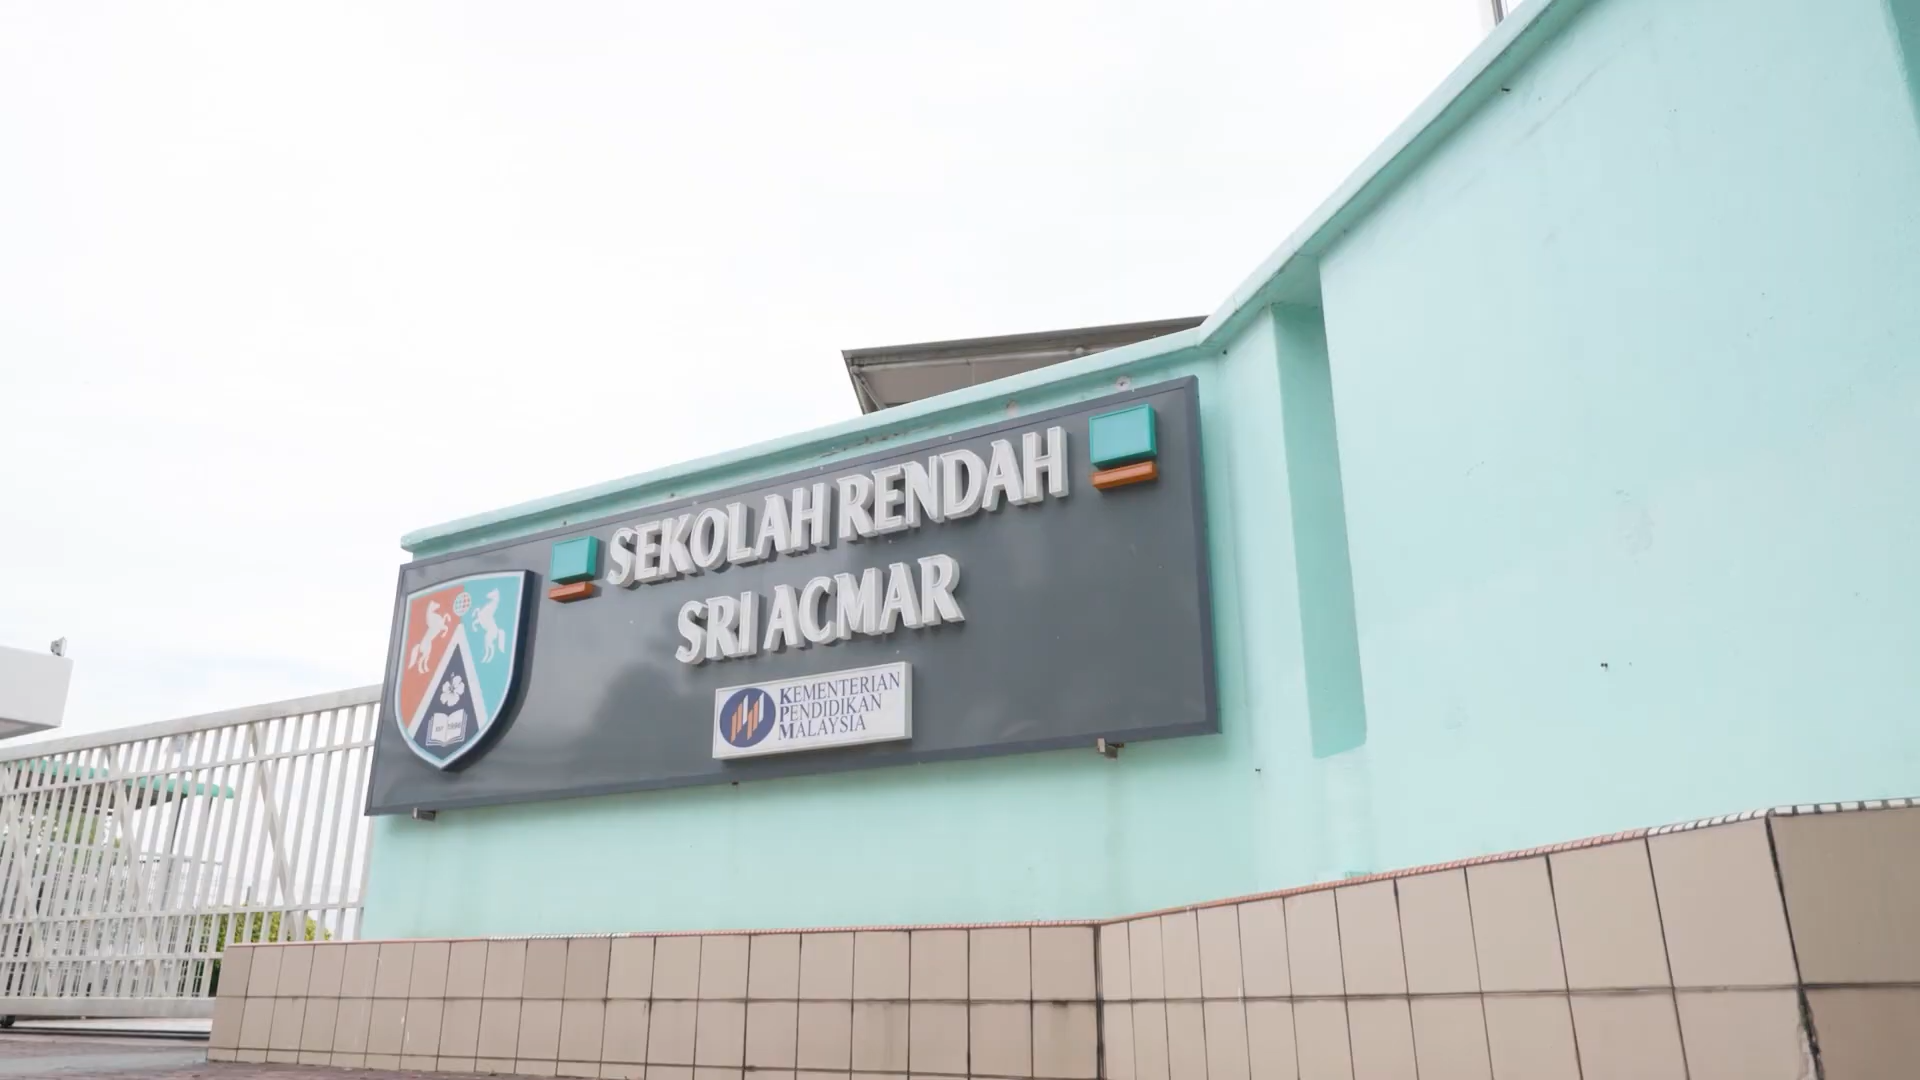 SEKOLAH RENDAH
SRI ACMAR
KEMENTERIAN
PENDIDIKAN
MALAYSIA